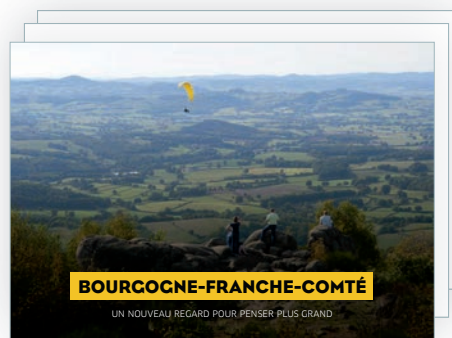 BOURGOGNE-FRANCHE-COMTÉ
UN NOUVEAU REGARD POUR PENSER PLUS GRAND